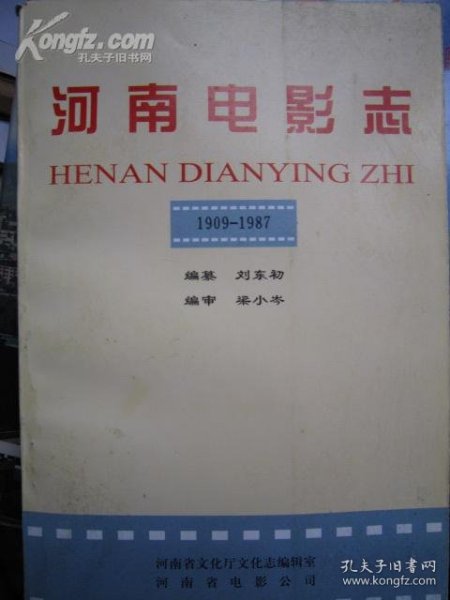 Kongfz.com
孔夫子旧书网
河南电影志
HENAN DIANYING ZHI
1909-1987
编纂 刘东初
编审 梁小岑
河南省文化厅文化志编辑室
河南省电影公司
孔夫子旧书网
www.kongfz.com